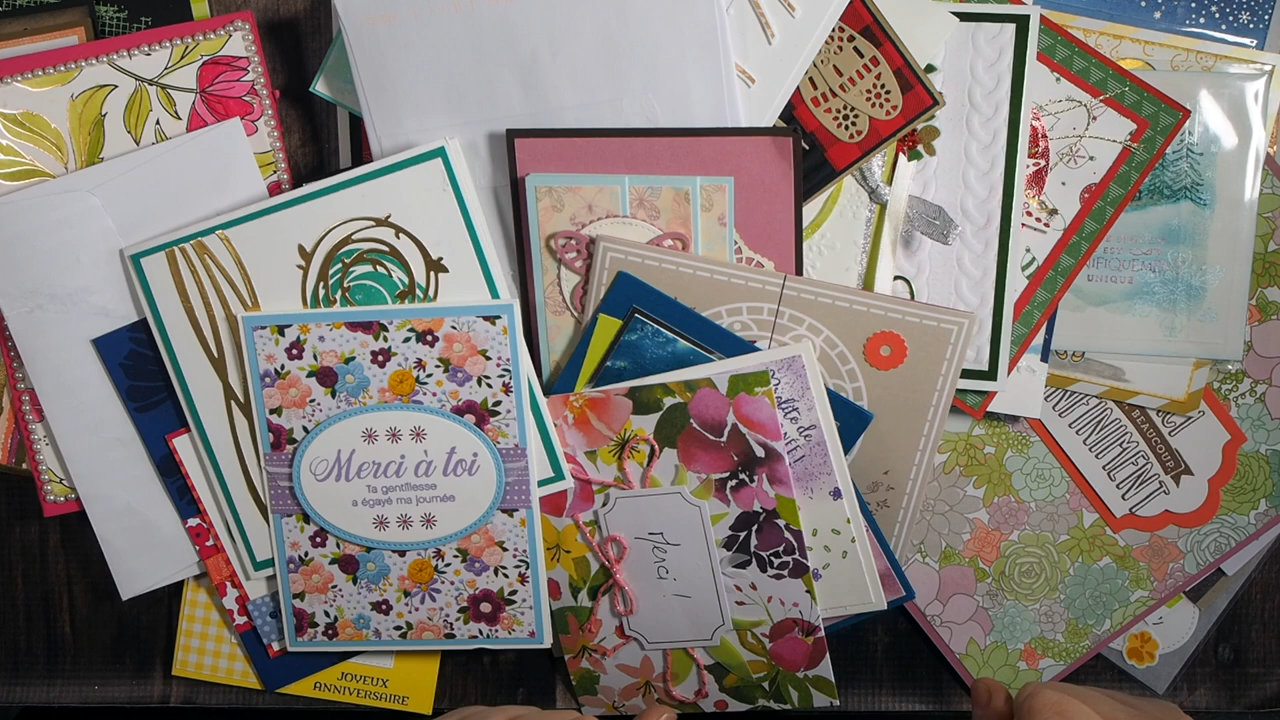 Merci à toi
Ta gentillesse
a égayé ma journée
Merci!
JOYEUX
ANNIVERSAIRE
UNIQUE
BEAUCOUP,
INFINIMENT